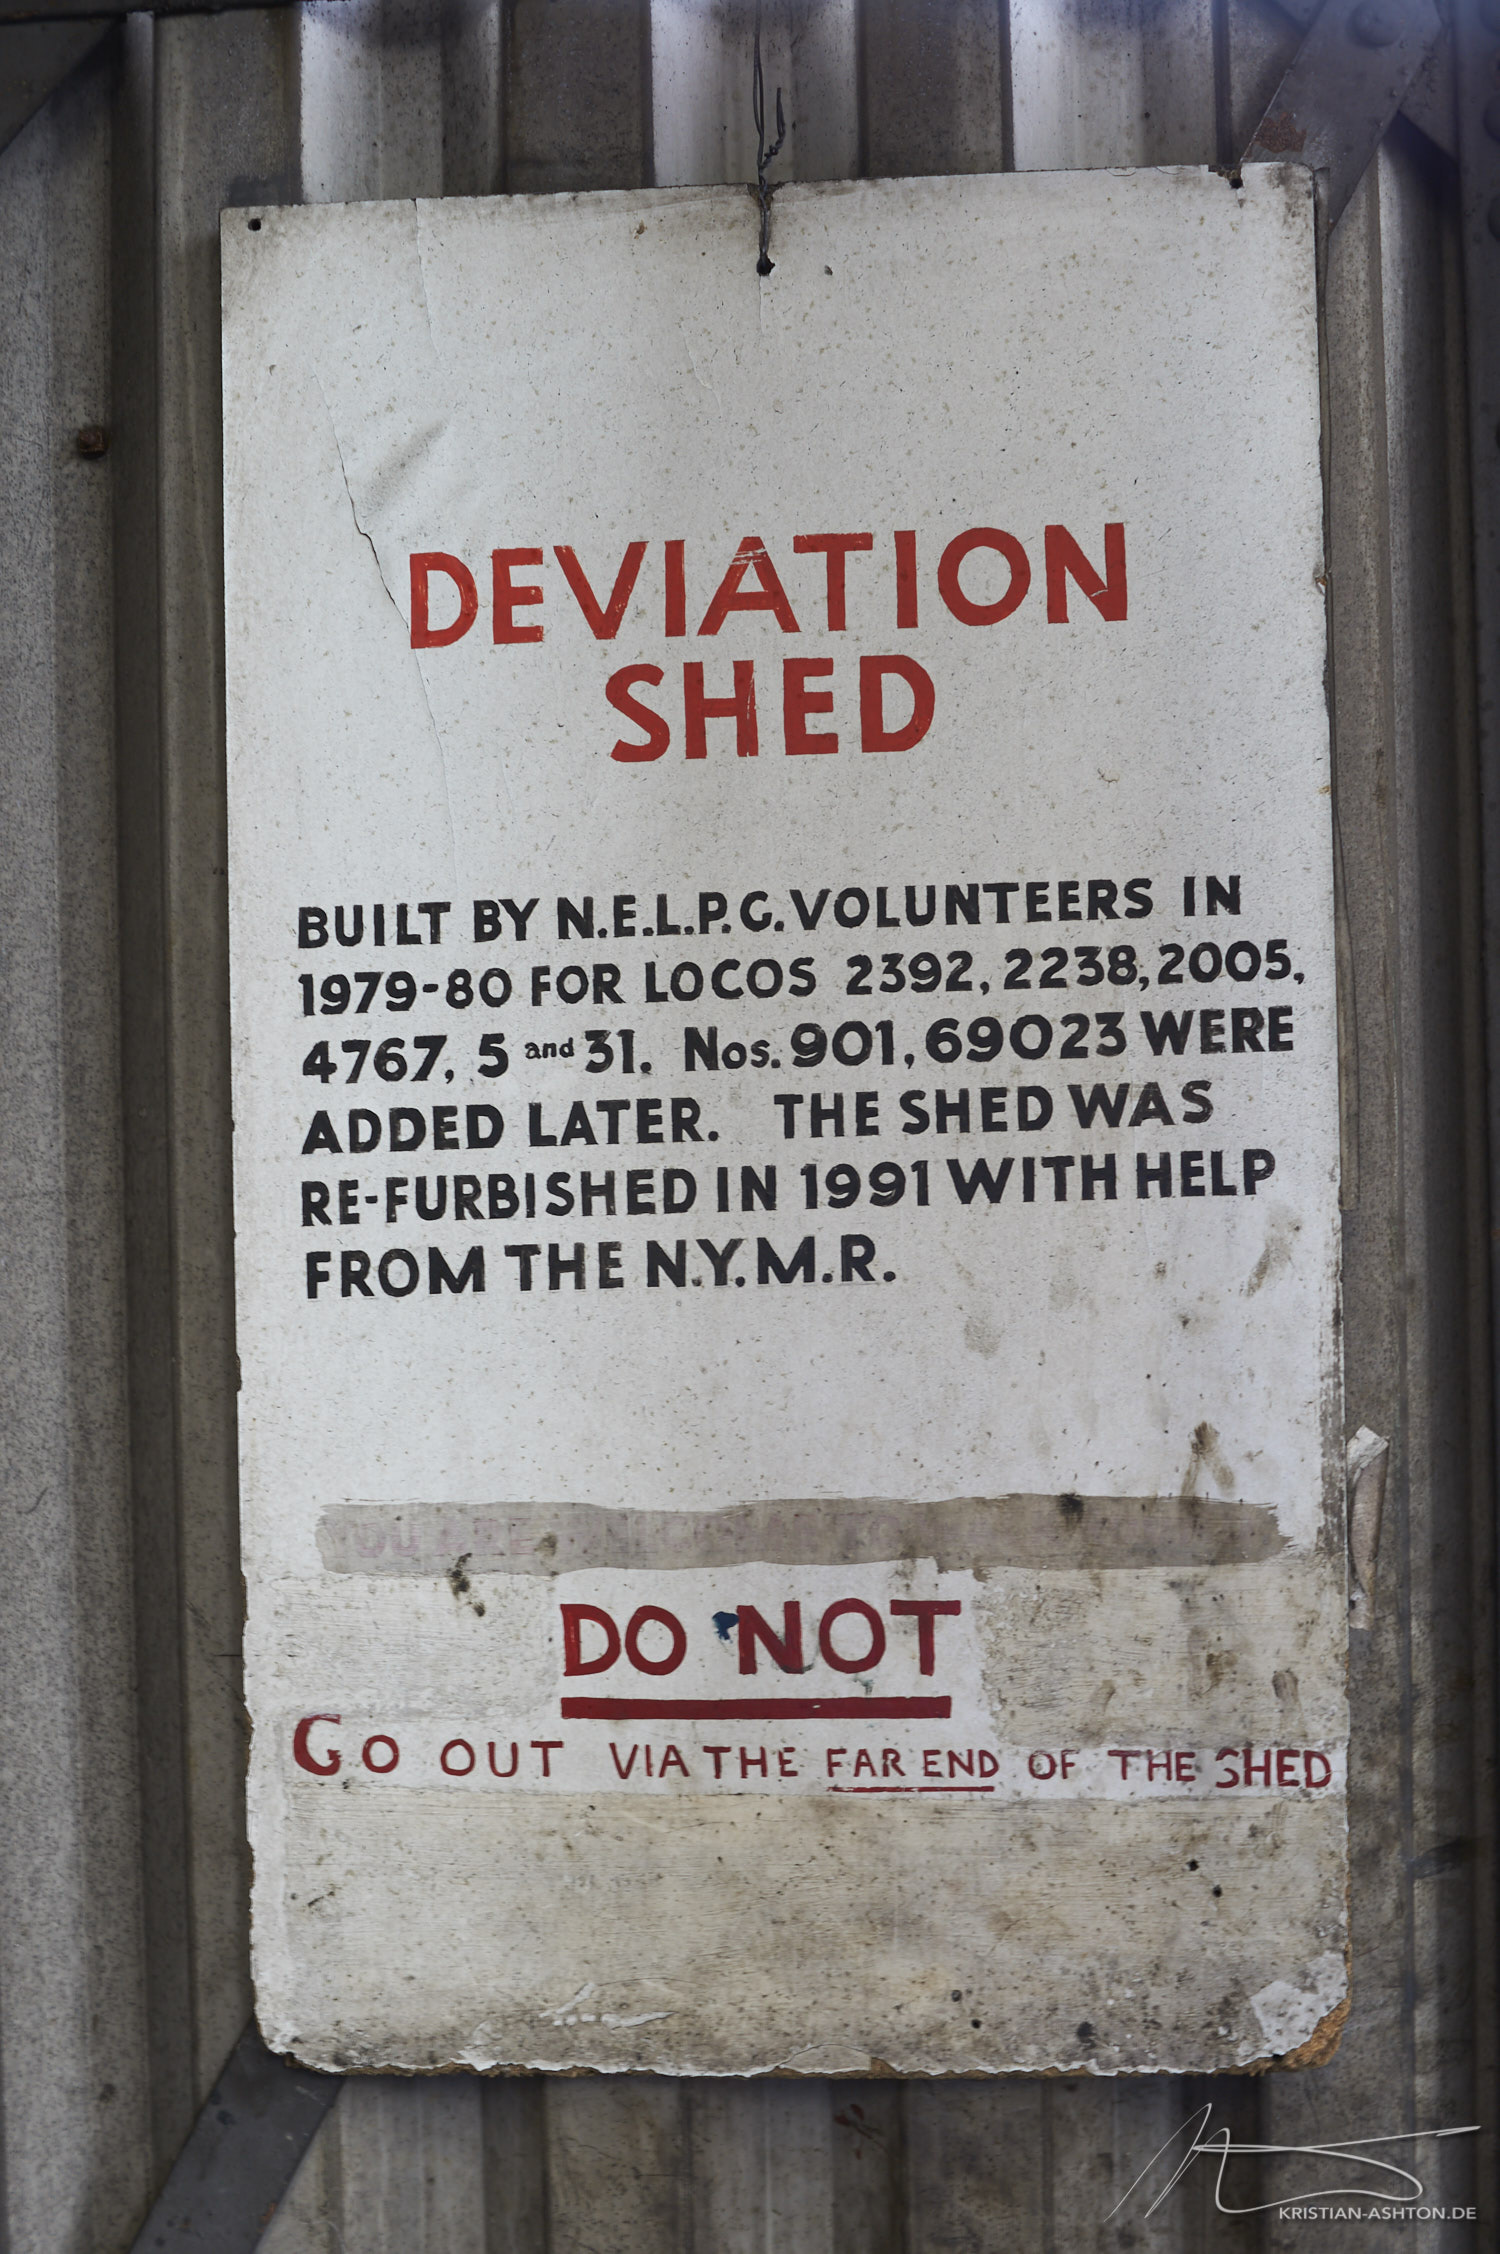 DEVIATION
SHED
BUILT BY N.E.L.P.G. VOLUNTEERS IN
1979-80 FOR LOCOS 2392, 2238, 2005,
4767, 5 and 31. Nos. 901, 69023 WERE
ADDED LATER. THE SHED WAS
RE-FURBISHED IN 1991 WITH HELP
FROM THE N.Y.M.R.
YOU ARE
DO NOT
GO OUT VIA THE FAR END OF THE SHED
KRISTIAN-ASHTON.DE